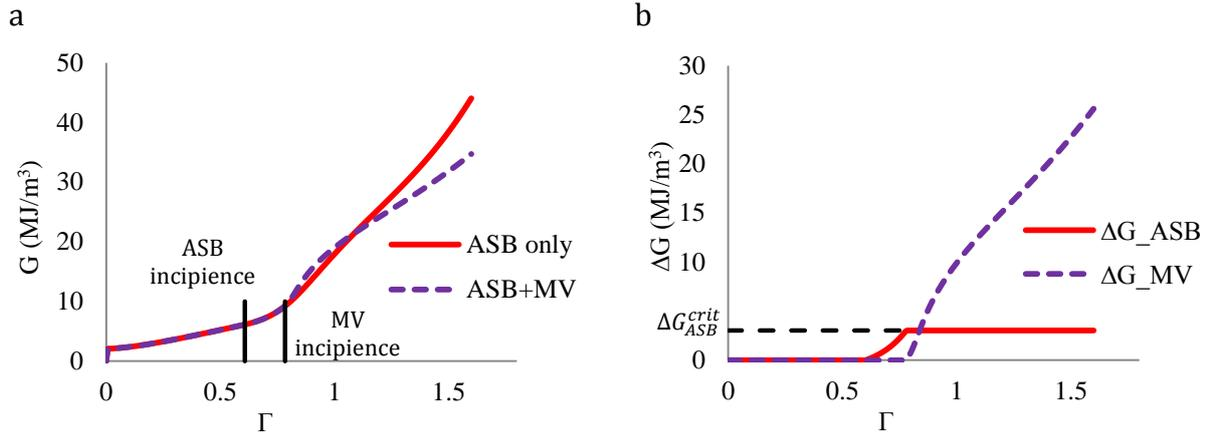 a
50
40
30
20
10
0
G (MJ/m³)
ASB
incipience
MV
incipience
ASB only
ASB+MV
0
0.5
1
1.5
Γ
b
30
25
20
15
10
0
ΔG (MJ/m³)
ΔG_ASB^crit
ΔG_ASB
ΔG_MV
0
0.5
1
1.5
Γ